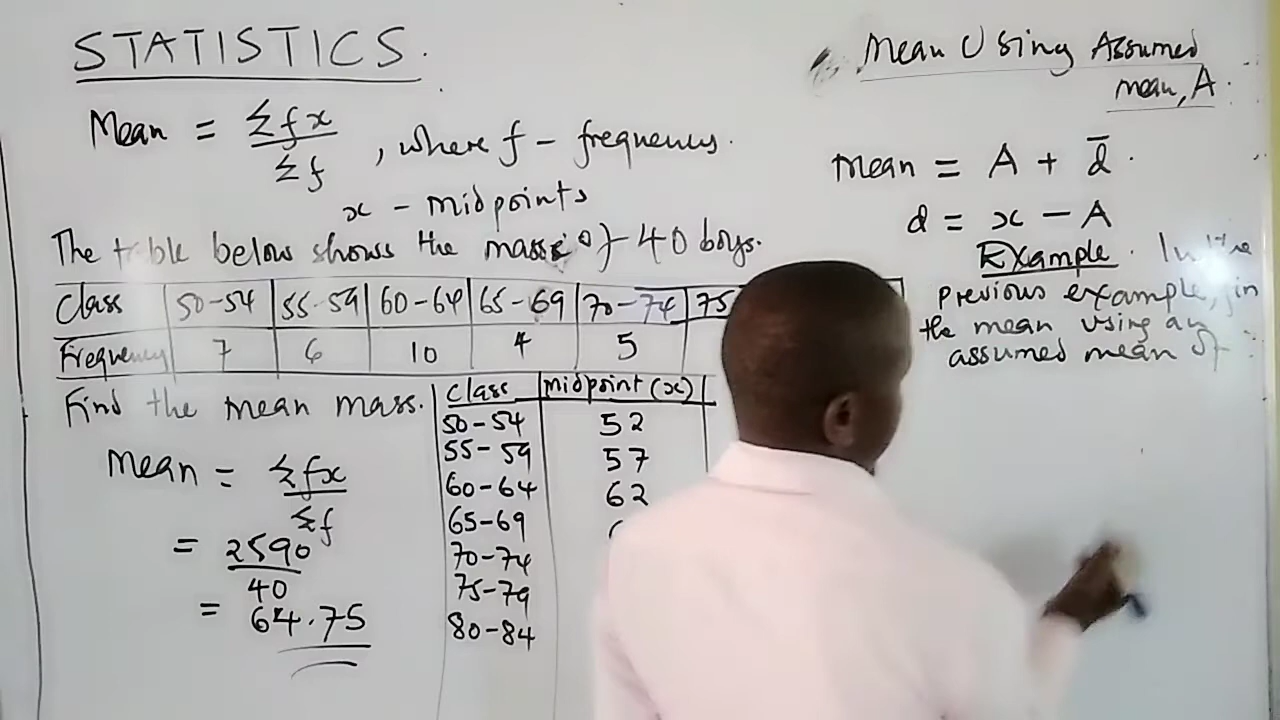 STATISTICS.
Mean = Σfx / Σf , where f - frequency.
x - midpoints
The table below shows the masses of 40 boys.
Class 50-54 55-59 60-64 65-69 70-74 75
Frequency 7 6 10 4 5
Find the mean mass.
Mean = Σfx / Σf
= 2590 / 40
= 64.75
Class midpoint (x)
50-54 52
55-59 57
60-64 62
65-69
70-74
75-79
80-84
Mean Using Assumed
mean, A.
mean = A + d̄.
d = x - A
Example. In the
previous example,
the mean using an
assumed mean of